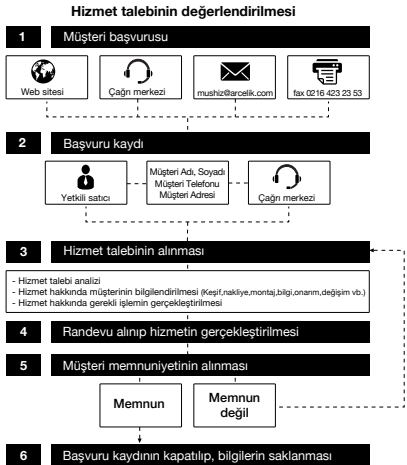 Hizmet talebinin değerlendirilmesi
1 Müşteri başvurusu
Web sitesi
Çağrı merkezi
mushiz@arcelik.com
fax 0216 423 23 53
2 Başvuru kaydı
Yetkili satıcı
Müşteri Adı, Soyadı
Müşteri Telefonu
Müşteri Adresi
Çağrı merkezi
3 Hizmet talebinin alınması
- Hizmet talebi analizi
- Hizmet hakkında müşterinin bilgilendirilmesi (Keşif,nakliye,montaj,bilgi,onarım,değişim vb.)
- Hizmet hakkında gerekli işlemin gerçekleştirilmesi
4 Randevu alınıp hizmetin gerçekleştirilmesi
5 Müşteri memnuniyetinin alınması
Memnun
Memnun
değil
6 Başvuru kaydının kapatılıp, bilgilerin saklanması